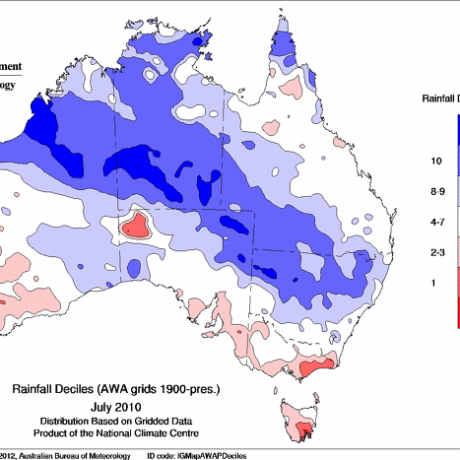 ment
ogy
Rainfall D
10
8-9
4-7
2-3
1
Rainfall Deciles (AWA grids 1900-pres.)
July 2010
Distribution Based on Gridded Data
Product of the National Climate Centre
2012, Australian Bureau of Meteorology ID code: IGMapAWAPDeciles